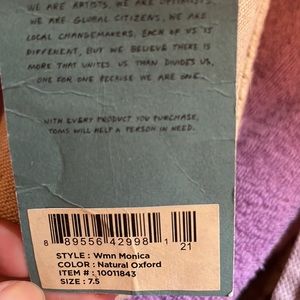 WE ARE ARTISTS, WE ARE OPTIMISTS.
WE ARE GLOBAL CITIZENS, WE ARE
LOCAL CHANGEMAKERS, EACH OF US IS
DIFFERENT, BUT WE BELIEVE THERE IS
MORE THAT UNITES US THAN DIVIDES US,
ONE FOR ONE BECAUSE WE ARE ONE.
WITH EVERY PRODUCT YOU PURCHASE,
TOMS WILL HELP A PERSON IN NEED.
8 89556 42998 1
21
STYLE : Wmn Monica
COLOR : Natural Oxford
ITEM # : 10011843
SIZE : 7.5